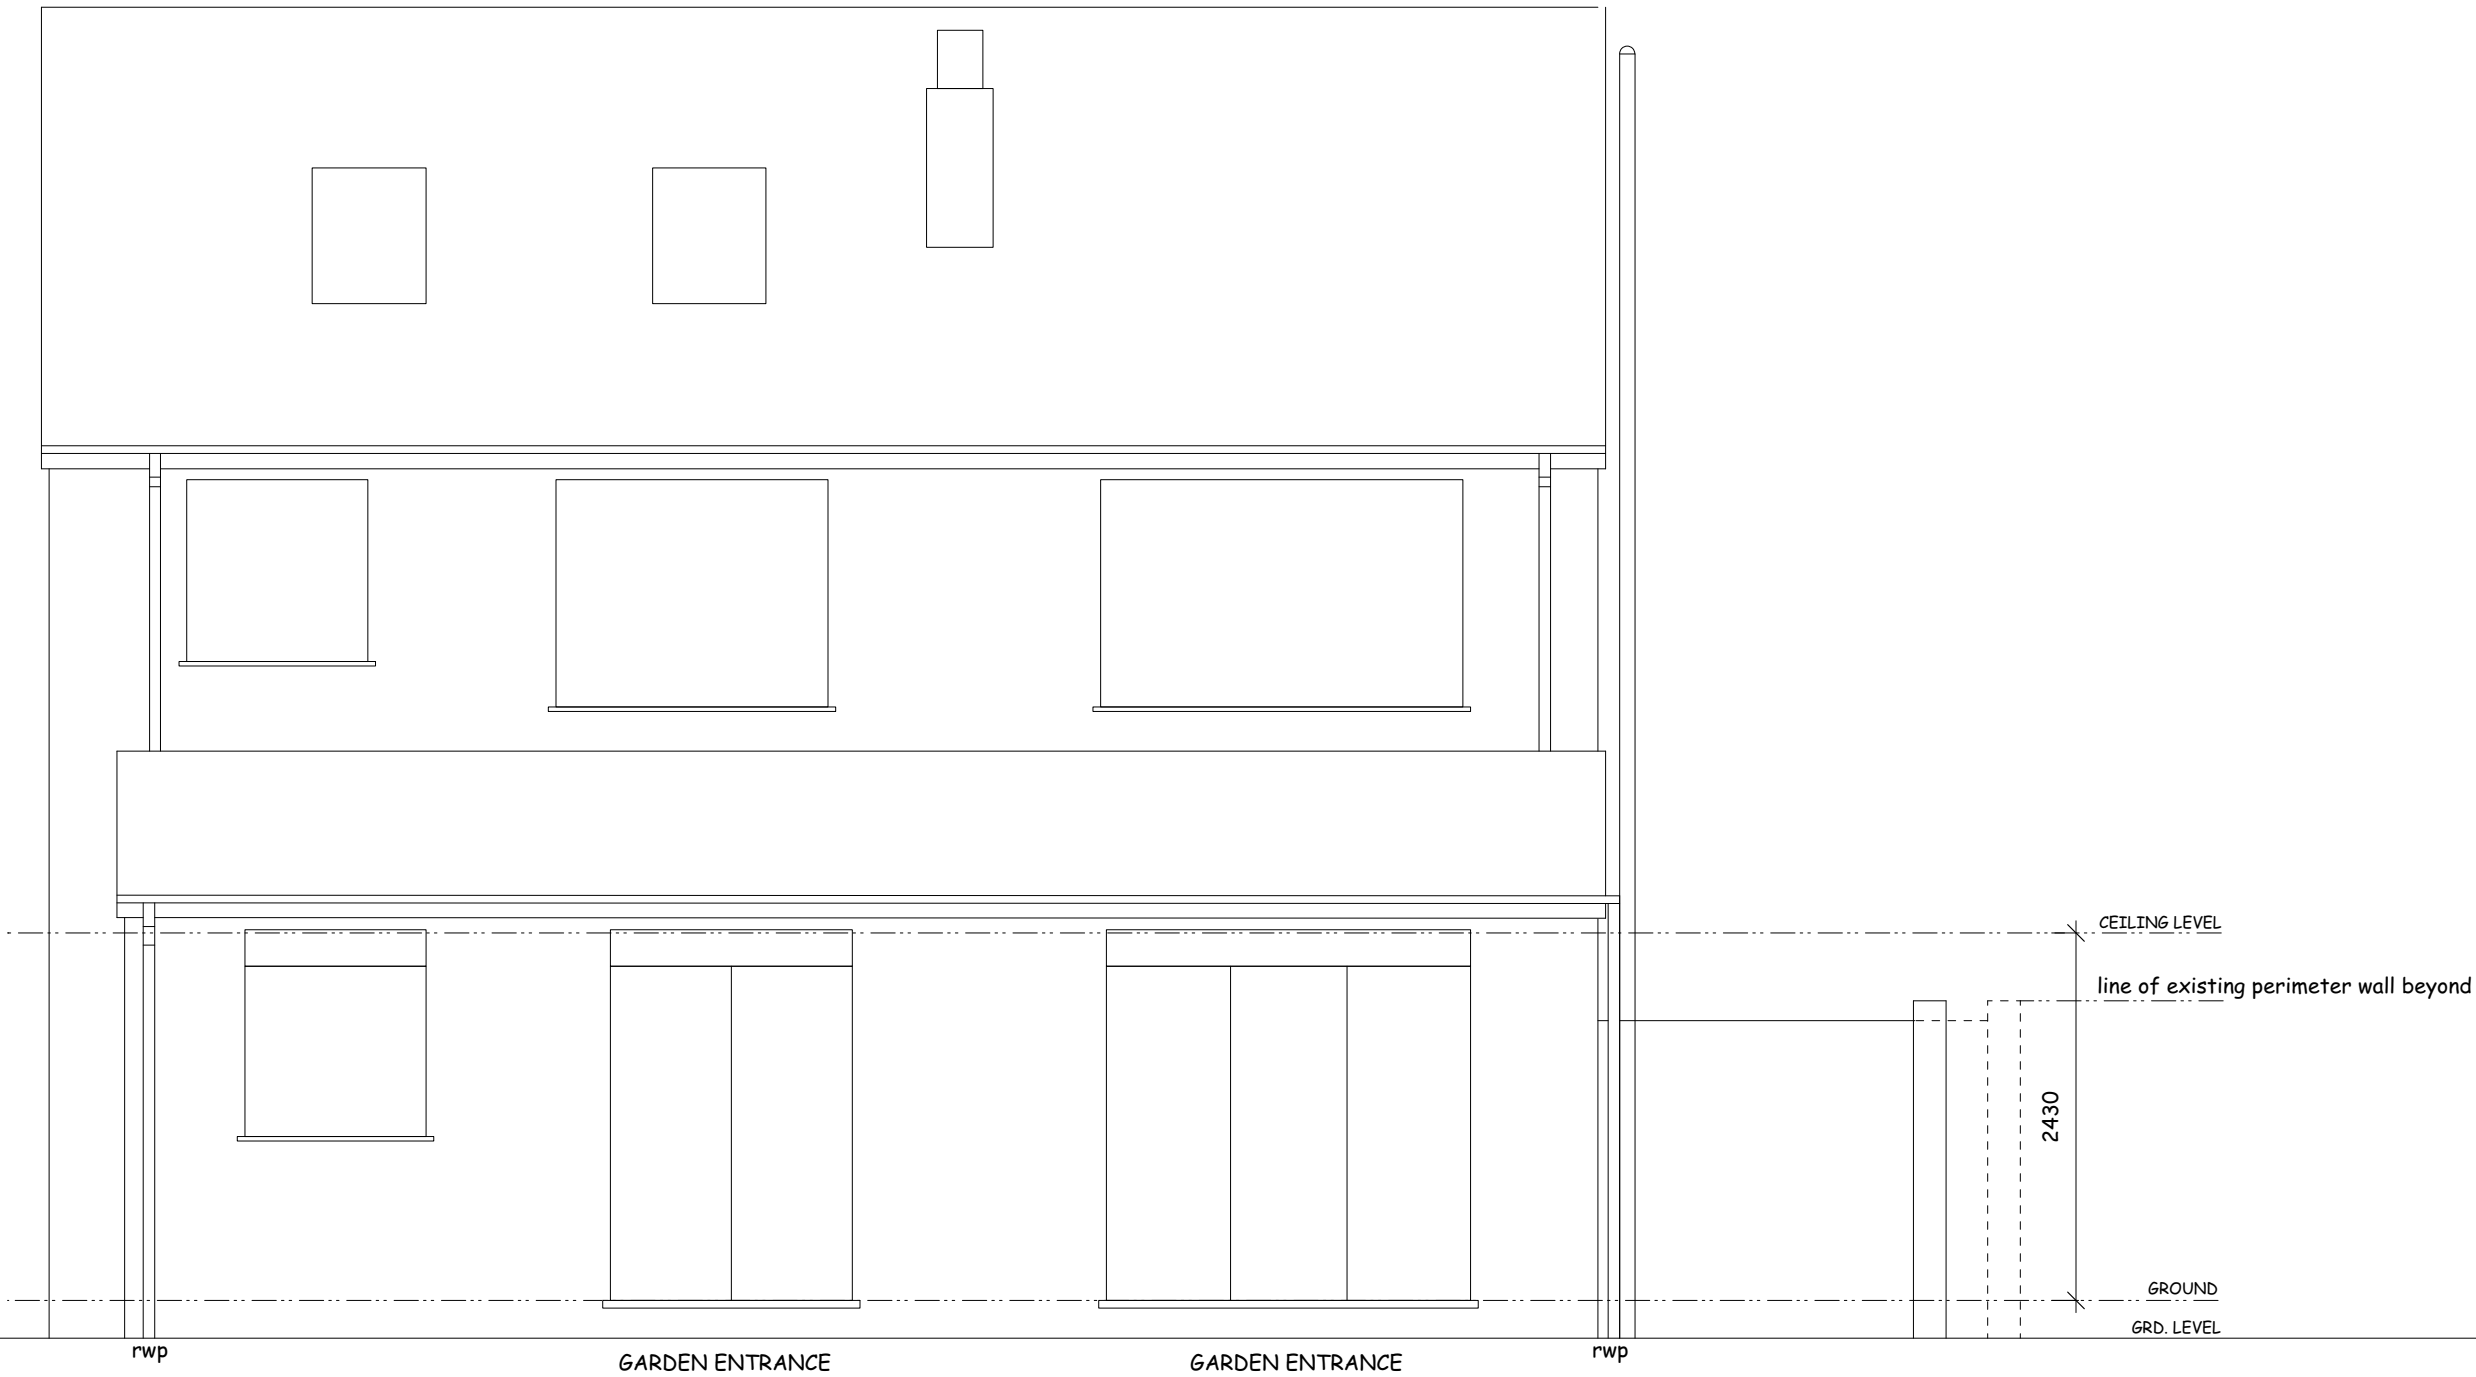 CEILING LEVEL
line of existing perimeter wall beyond
2430
GROUND
GRD. LEVEL
rwp
GARDEN ENTRANCE
GARDEN ENTRANCE
rwp